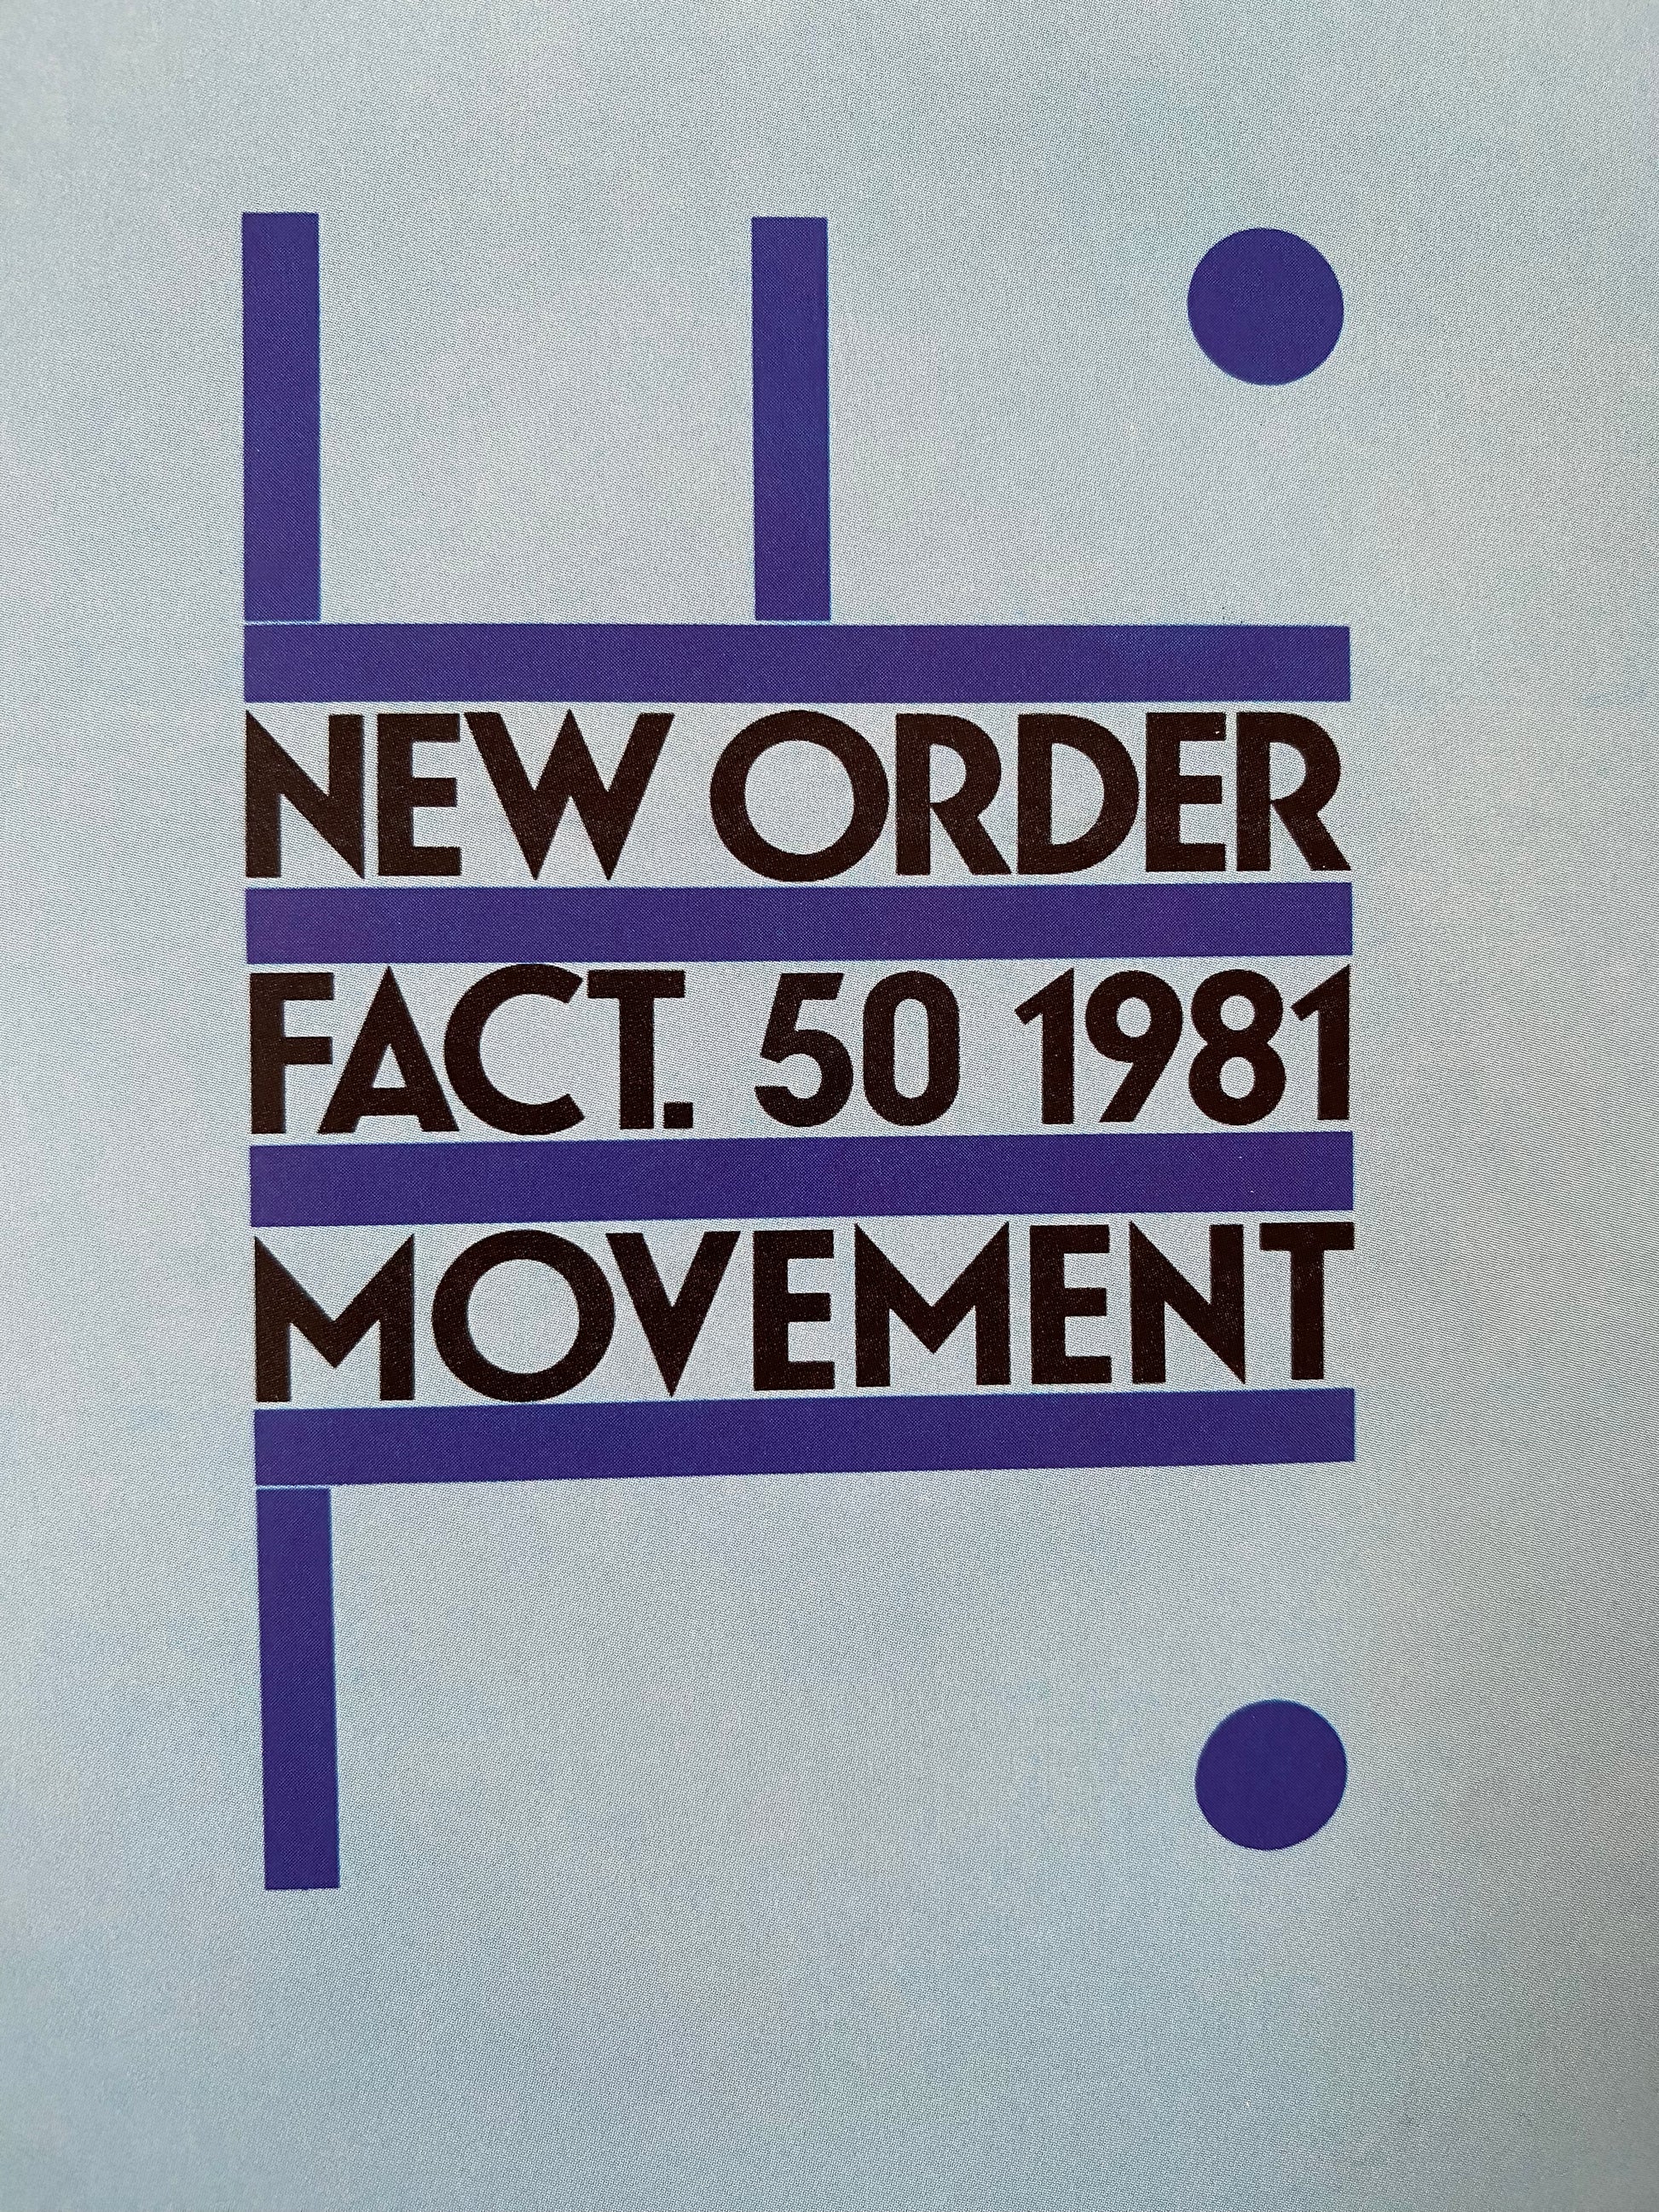 NEW ORDER
FACT. 50 1981
MOVEMENT